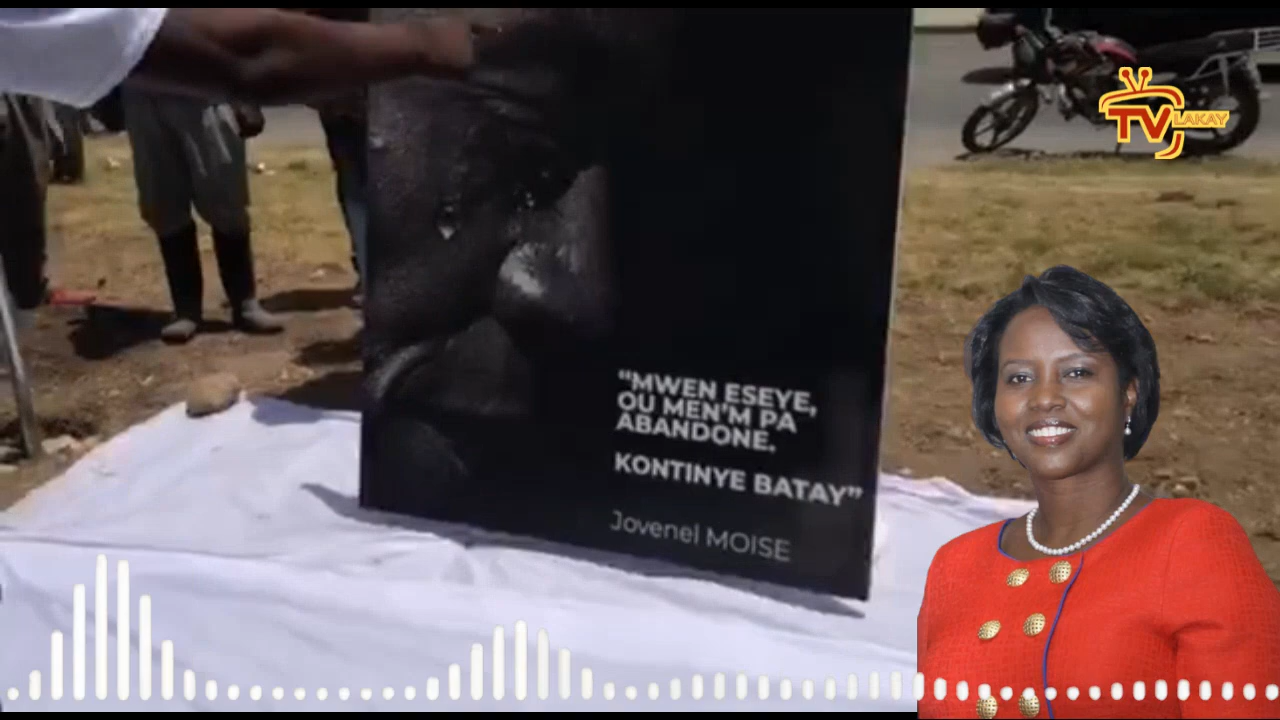 TV LAKAY
“MWEN ESEYE,
OU MEN'M PA
ABANDONE.
KONTINYE BATAY”
Jovenel MOISE